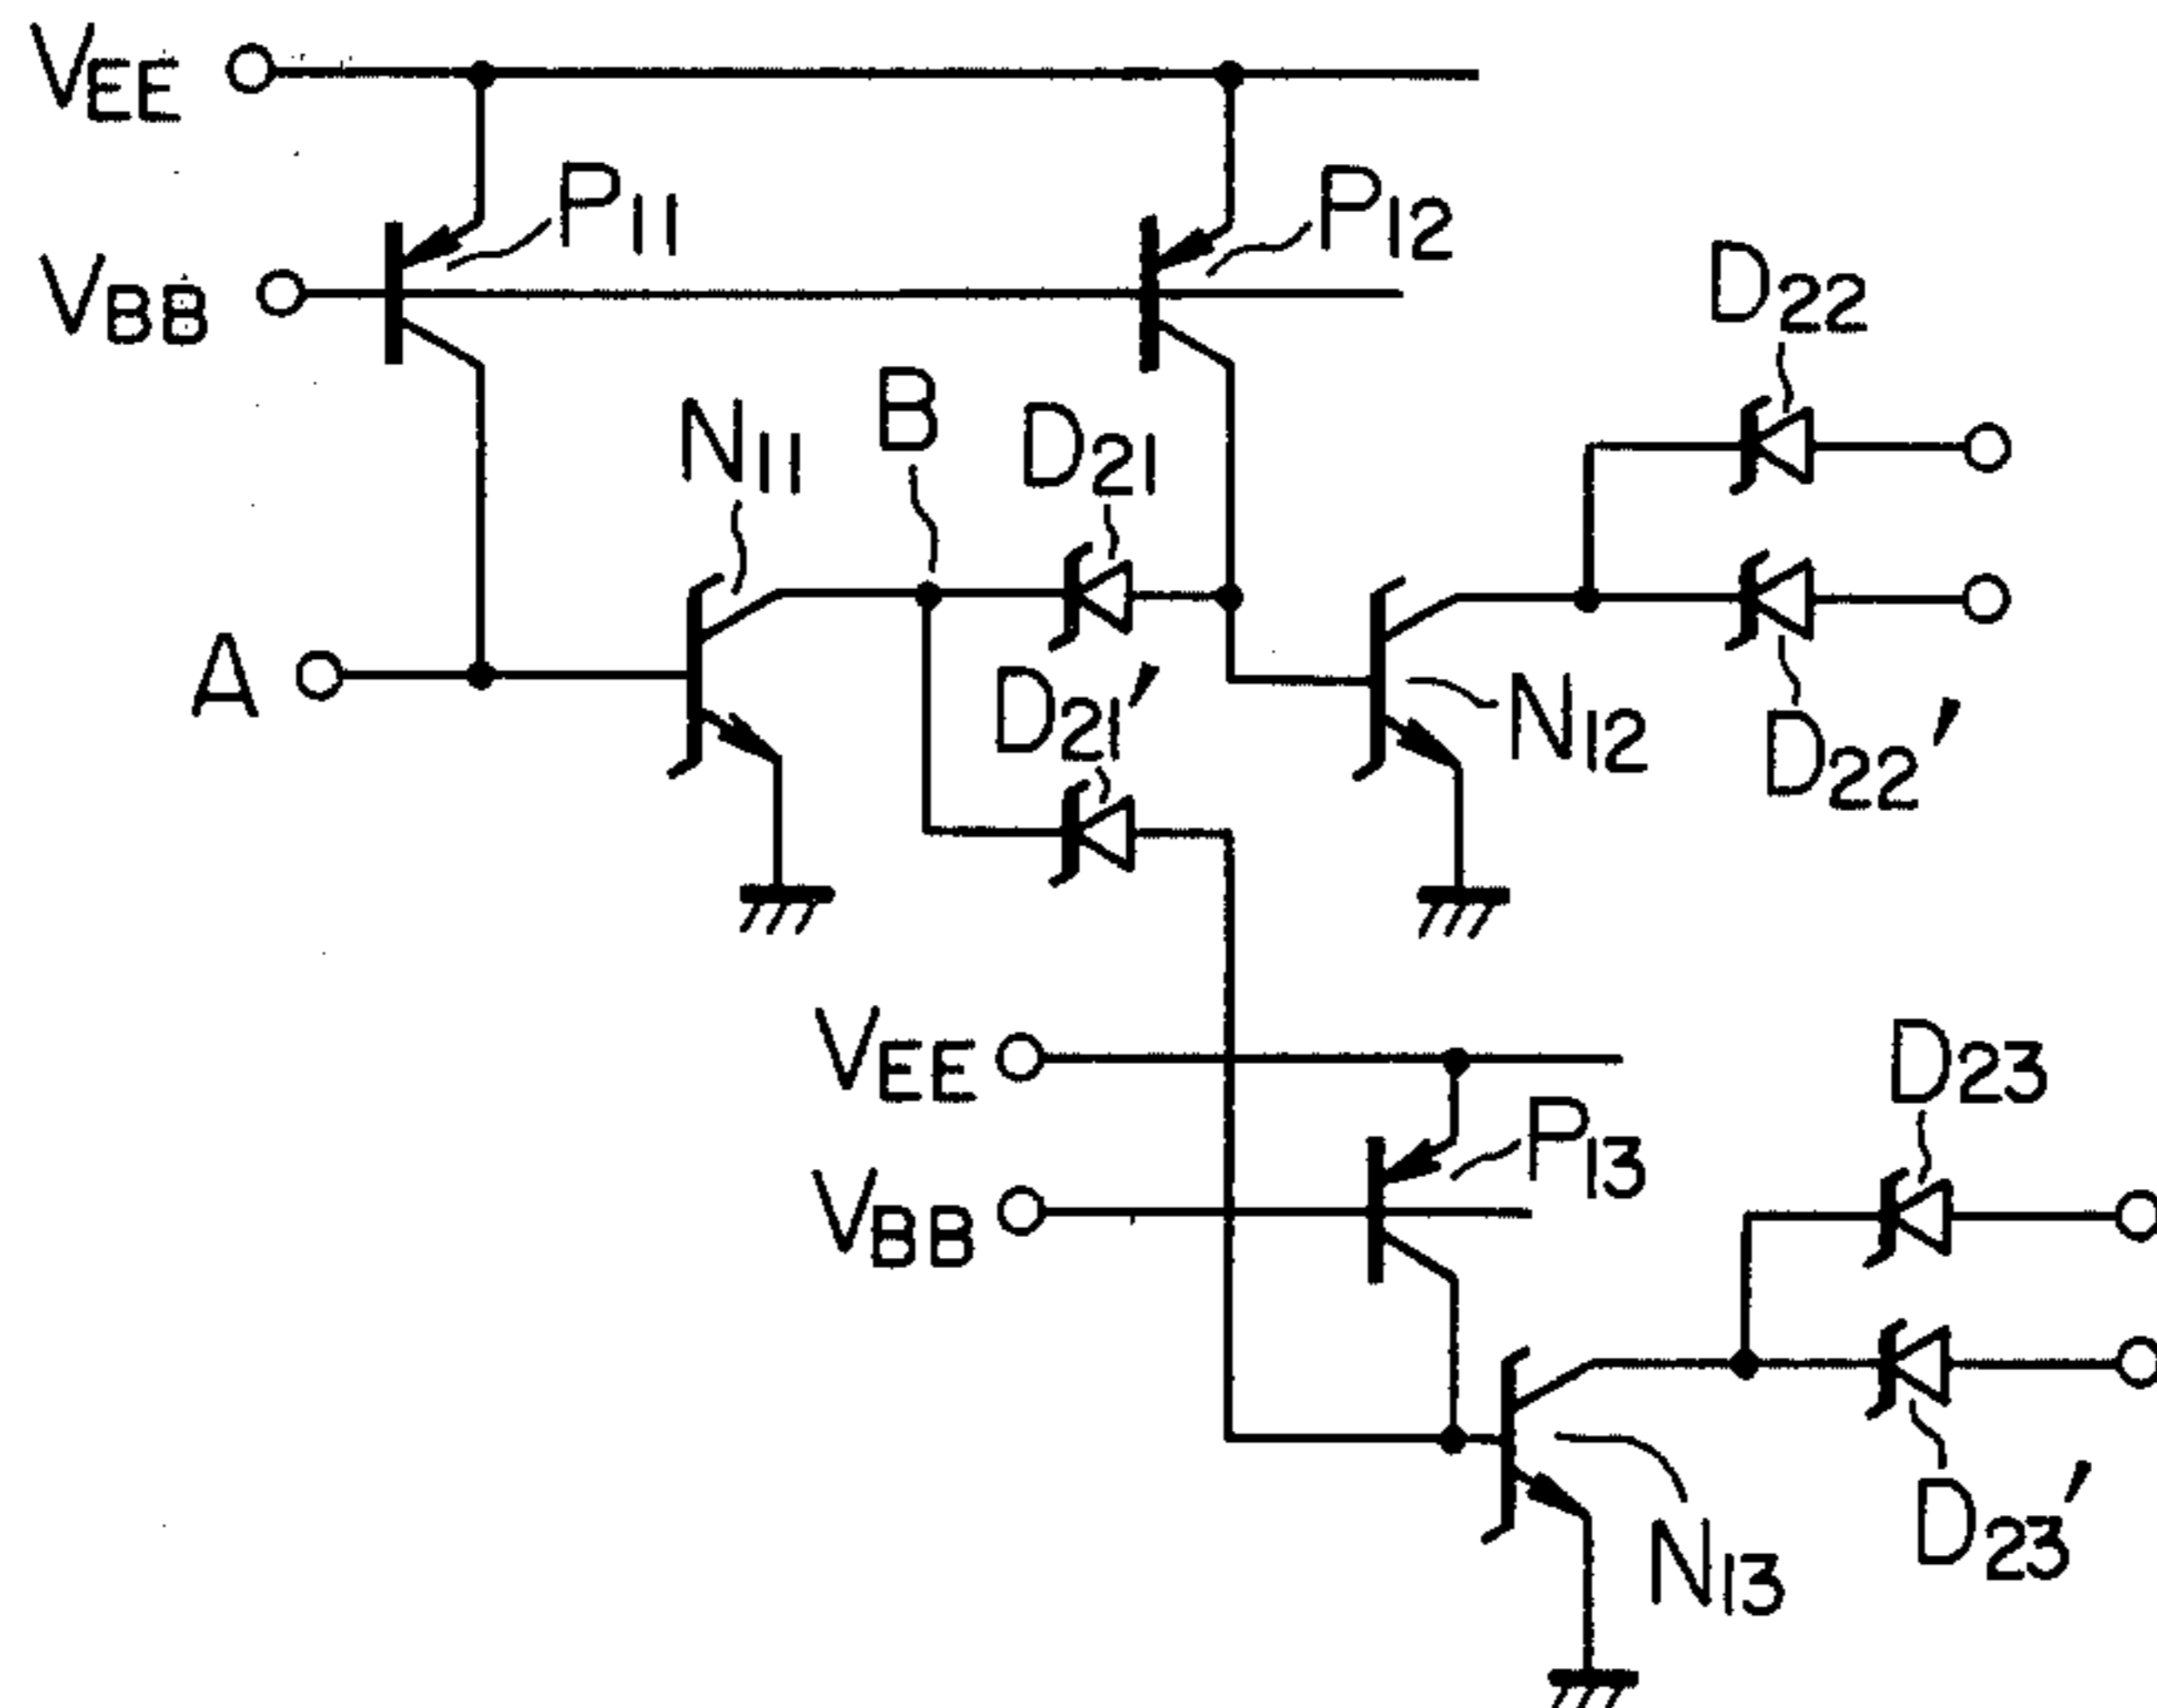 VEE
P11
P12
VBB
D22
N11
B
D21
A
D21'
N12
D22'
VEE
D23
P13
VBB
D23'
N13